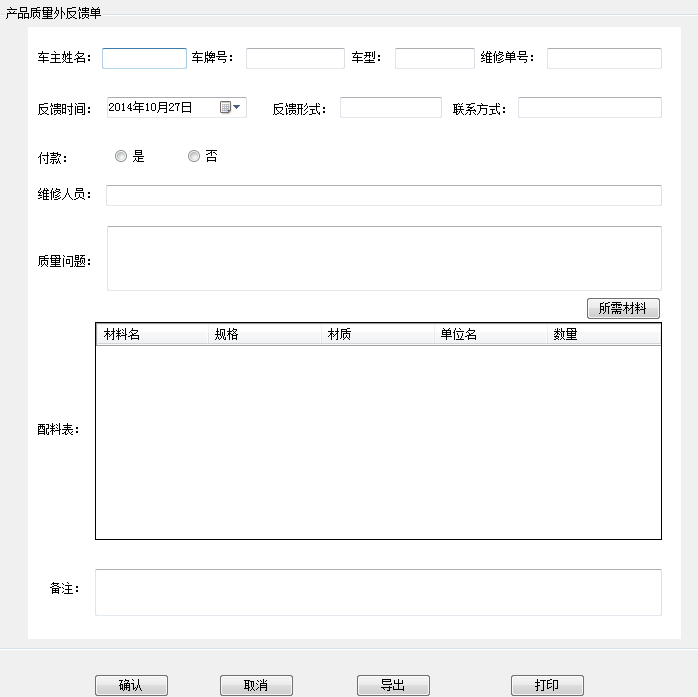 产品质量外反馈单
车主姓名： 车牌号： 车型： 维修单号：
反馈时间： 2014年10月27日 反馈形式： 联系方式：
付款： 是 否
维修人员：
质量问题：
所需材料
材料名 规格 材质 单位名 数量
配料表：
备注：
确认 取消 导出 打印